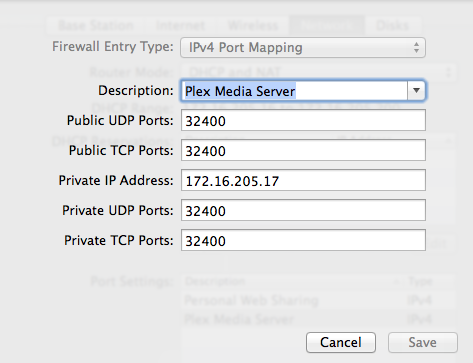 Base Station Internet Wireless Network Disks
Firewall Entry Type: IPv4 Port Mapping
Router Mode: DHCP and NAT
Description: Plex Media Server
DHCP Range:
Public UDP Ports: 32400
Public TCP Ports: 32400
Private IP Address: 172.16.205.17
Private UDP Ports: 32400
Private TCP Ports: 32400
Port Settings: Description Type
Personal Web Sharing IPv4
Plex Media Server IPv4
Cancel Save